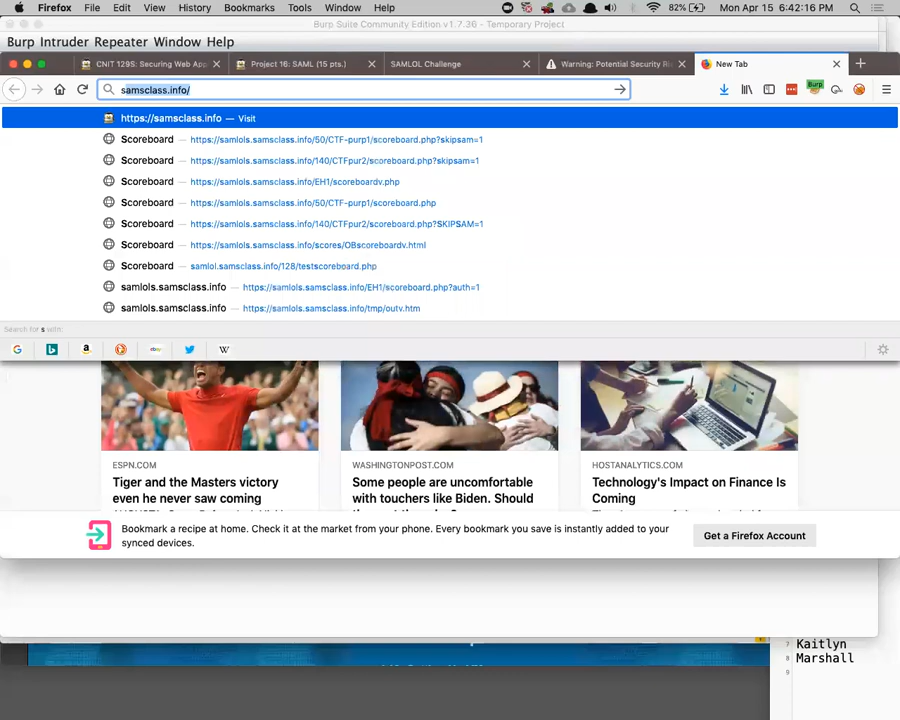 Firefox File Edit View History Bookmarks Tools Window Help 82% Mon Apr 15 6:42:16 PM
Burp Suite Community Edition v1.7.36 - Temporary Project
Burp Intruder Repeater Window Help
CNIT 129S: Securing Web App × Project 16: SAML (15 pts.) × SAMLOL Challenge × Warning: Potential Security Ris × New Tab × +
samsclass.info/ Burp
https://samsclass.info — Visit
Scoreboard — https://samlols.samsclass.info/50/CTF-purp1/scoreboard.php?skipsam=1
Scoreboard — https://samlols.samsclass.info/140/CTFpur2/scoreboard.php?skipsam=1
Scoreboard — https://samlols.samsclass.info/EH1/scoreboardv.php
Scoreboard — https://samlols.samsclass.info/50/CTF-purp1/scoreboard.php
Scoreboard — https://samlols.samsclass.info/140/CTFpur2/scoreboard.php?SKIPSAM=1
Scoreboard — https://samlols.samsclass.info/scores/OBscoreboardv.html
Scoreboard — samlol.samsclass.info/128/testscoreboard.php
samlols.samsclass.info — https://samlols.samsclass.info/EH1/scoreboard.php?auth=1
samlols.samsclass.info — https://samlols.samsclass.info/tmp/outv.htm
Search for s with:
G b a ebay W
ESPN.COM WASHINGTONPOST.COM HOSTANALYTICS.COM
Tiger and the Masters victory Some people are uncomfortable Technology's Impact on Finance Is
even he never saw coming with touchers like Biden. Should Coming
Bookmark a recipe at home. Check it at the market from your phone. Every bookmark you save is instantly added to your
synced devices.
Get a Firefox Account
7 Kaitlyn
8 Marshall
9